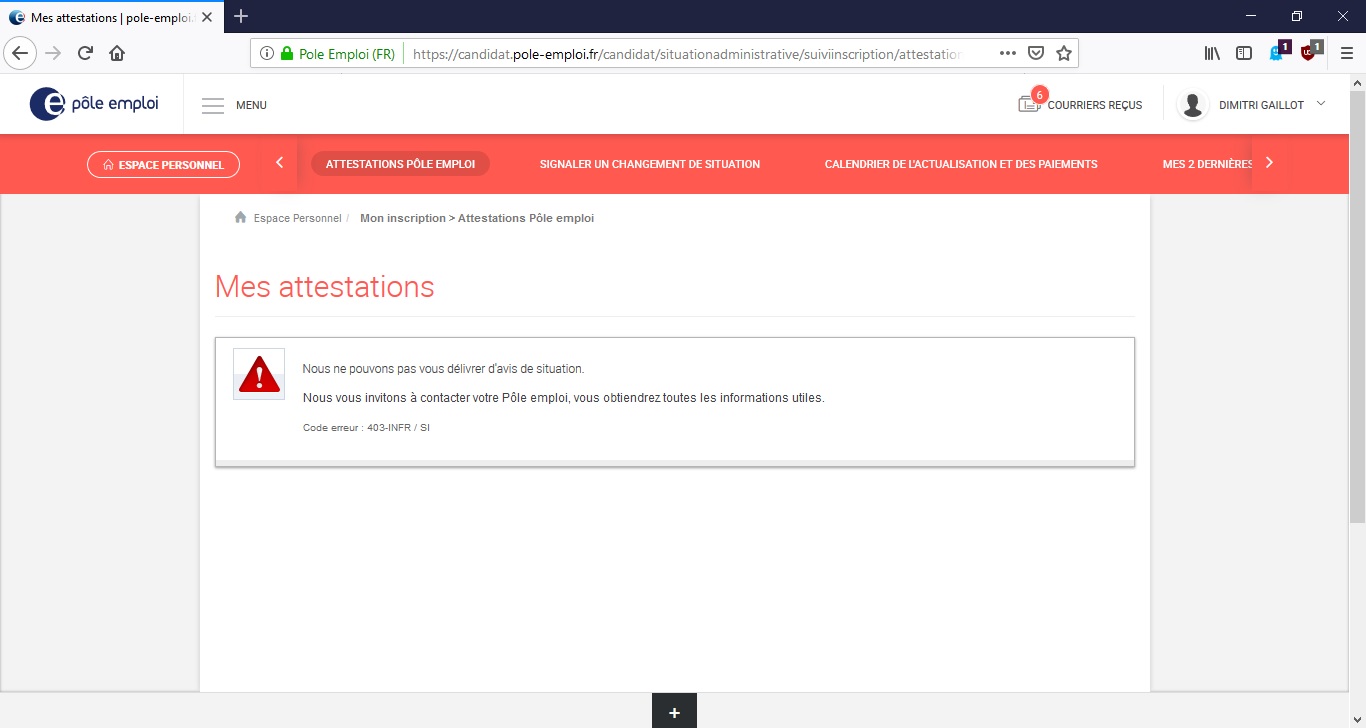 Mes attestations | pole-emploi.
Pole Emploi (FR)
https://candidat.pole-emploi.fr/candidat/situationadministrative/suiviinscription/attestation
1
1
pôle emploi
MENU
6
COURRIERS REÇUS
DIMITRI GAILLOT
ESPACE PERSONNEL
ATTESTATIONS PÔLE EMPLOI
SIGNALER UN CHANGEMENT DE SITUATION
CALENDRIER DE L'ACTUALISATION ET DES PAIEMENTS
MES 2 DERNIÈRES
Espace Personnel / Mon inscription > Attestations Pôle emploi
Mes attestations
Nous ne pouvons pas vous délivrer d'avis de situation.
Nous vous invitons à contacter votre Pôle emploi, vous obtiendrez toutes les informations utiles.
Code erreur : 403-INFR / SI